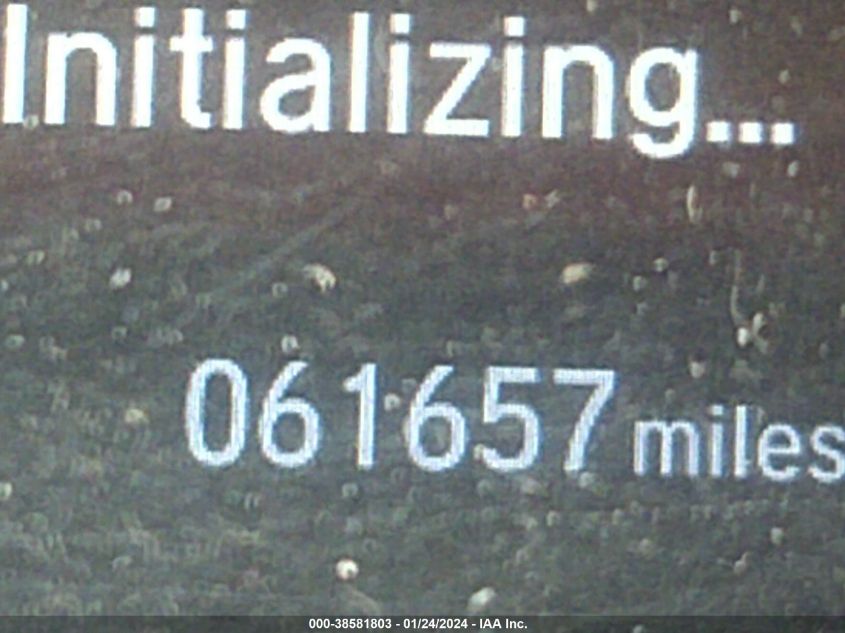 Initializing...
061657 miles
000-38581803 - 01/24/2024 - IAA Inc.